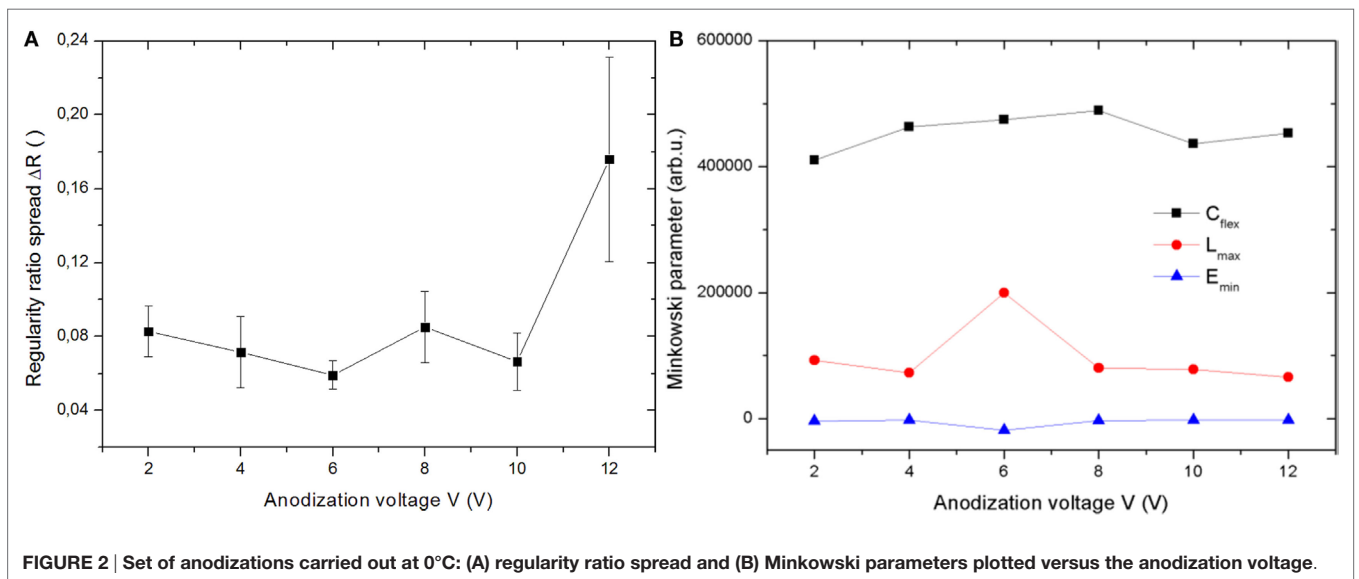 A
0,24
0,20
0,16
0,12
0,08
0,04
Regularity ratio spread ΔR ()
2 4 6 8 10 12
Anodization voltage V (V)
B
600000
400000
200000
0
Minkowski parameter (arb.u.)
C_flex
L_max
E_min
2 4 6 8 10 12
Anodization voltage V (V)
FIGURE 2 | Set of anodizations carried out at 0°C: (A) regularity ratio spread and (B) Minkowski parameters plotted versus the anodization voltage.